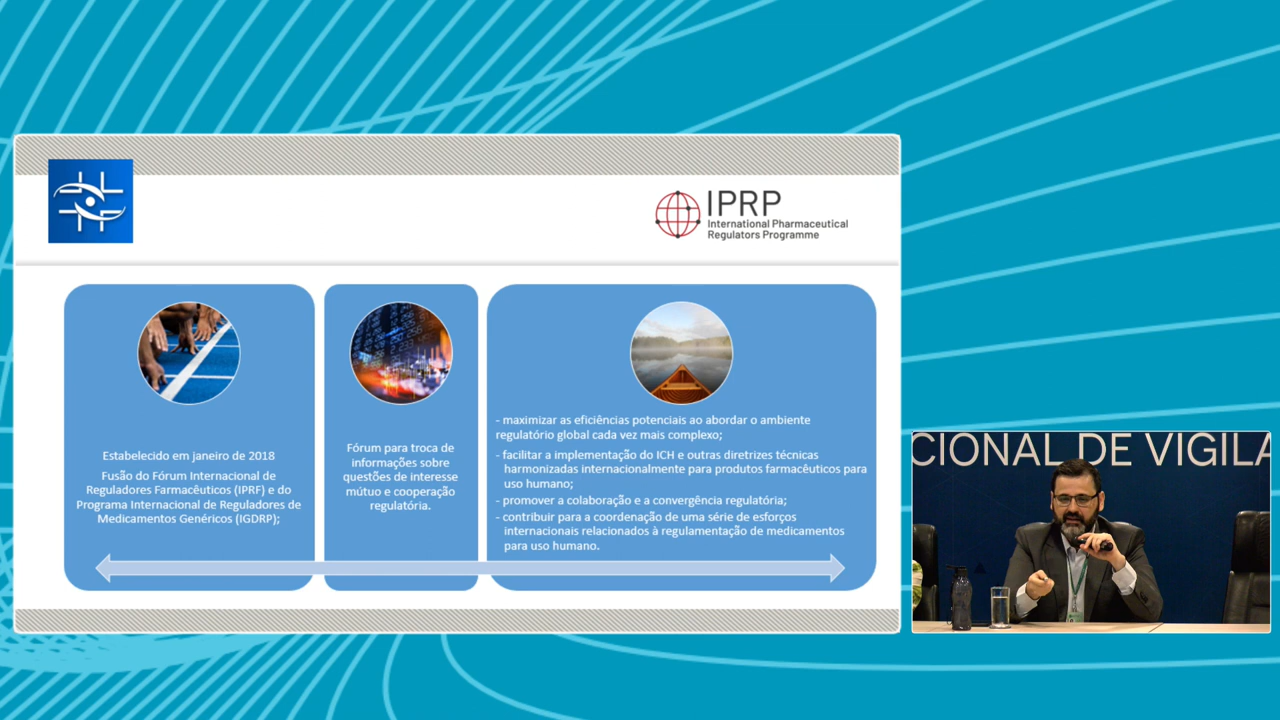 IPRP
International Pharmaceutical
Regulators Programme
Estabelecido em janeiro de 2018
Fusão do Fórum Internacional de
Reguladores Farmacêuticos (IPRF) e do
Programa Internacional de Reguladores de
Medicamentos Genéricos (IGDRP);
Fórum para troca de
informações sobre
questões de interesse
mútuo e cooperação
regulatória.
- maximizar as eficiências potenciais ao abordar o ambiente
regulatório global cada vez mais complexo;
- facilitar a implementação do ICH e outras diretrizes técnicas
harmonizadas internacionalmente para produtos farmacêuticos para
uso humano;
- promover a colaboração e a convergência regulatória;
- contribuir para a coordenação de uma série de esforços
internacionais relacionados à regulamentação de medicamentos
para uso humano.
CIONAL DE VIGILA